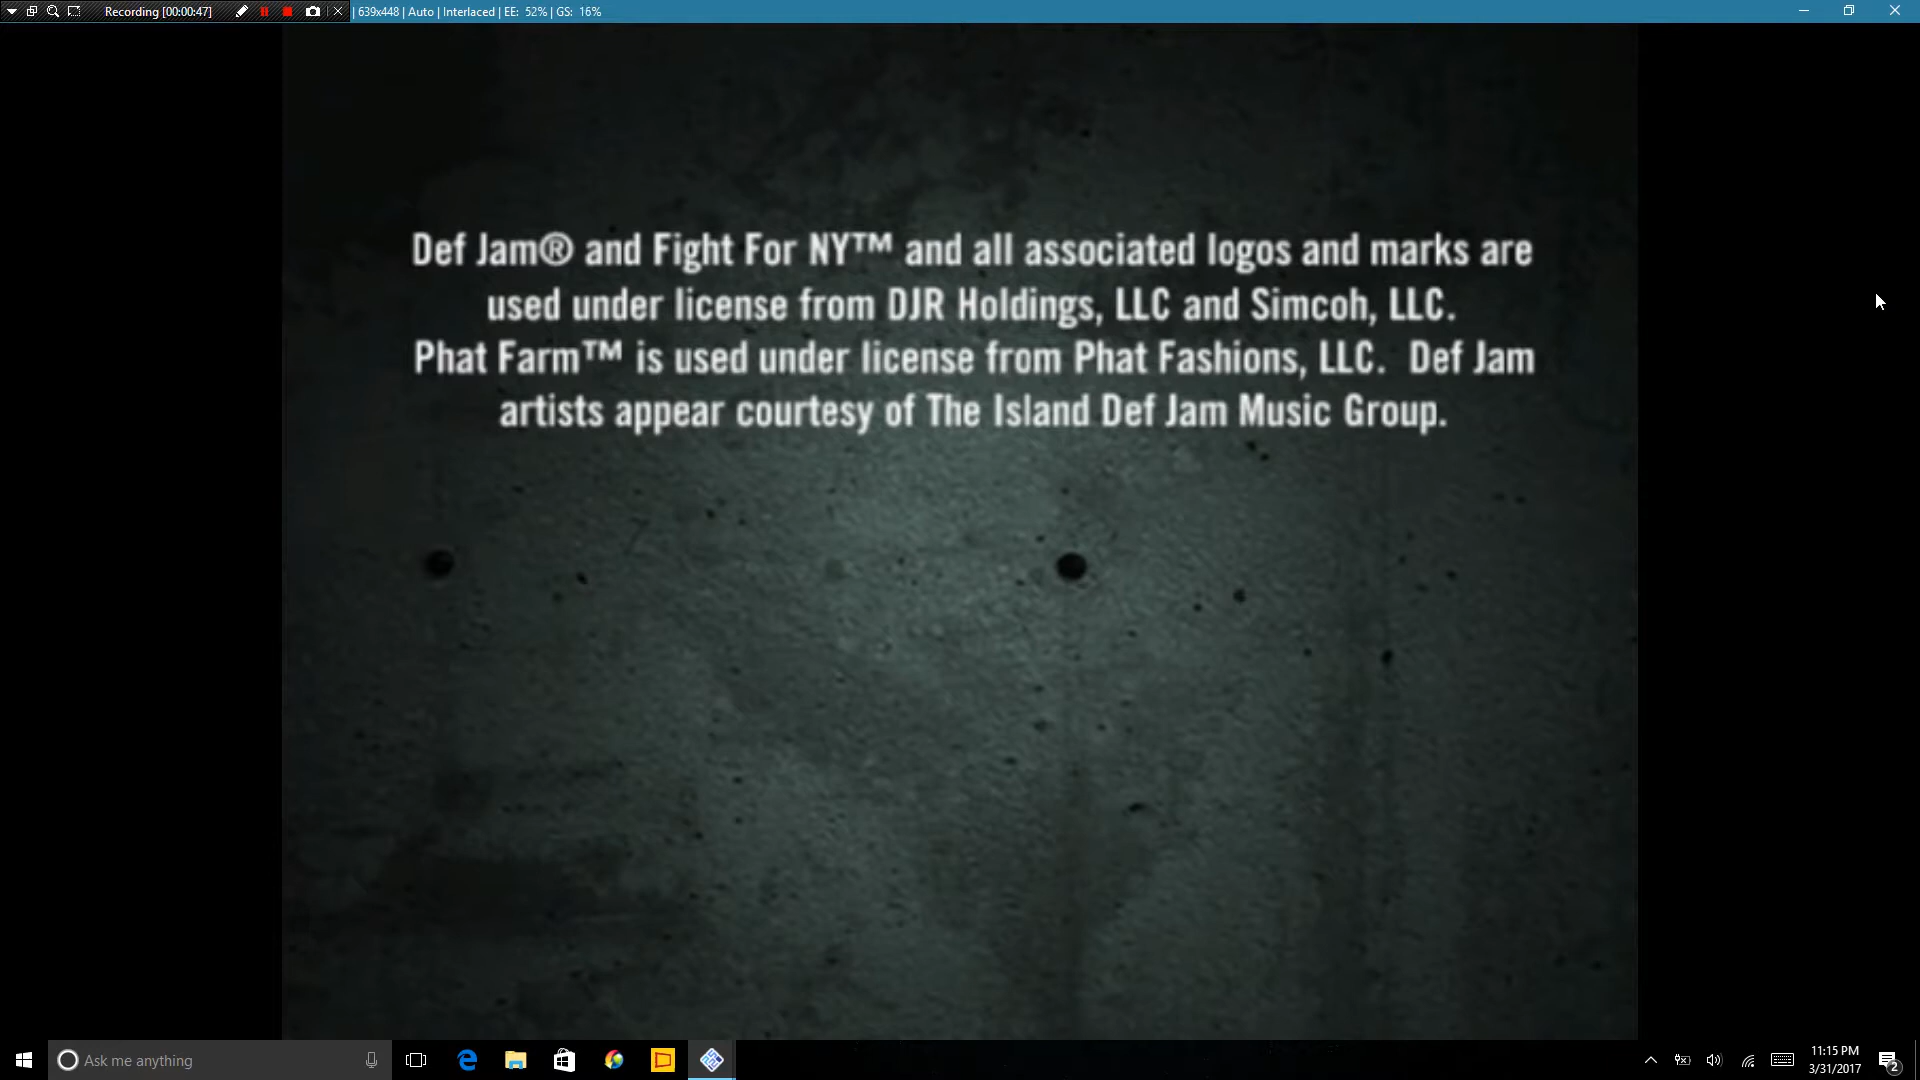 Recording [00:00:47] | 639x448 | Auto | Interlaced | EE: 52% | GS: 16%
Def Jam® and Fight For NY™ and all associated logos and marks are
used under license from DJR Holdings, LLC and Simcoh, LLC.
Phat Farm™ is used under license from Phat Fashions, LLC. Def Jam
artists appear courtesy of The Island Def Jam Music Group.
Ask me anything
11:15 PM
3/31/2017
2